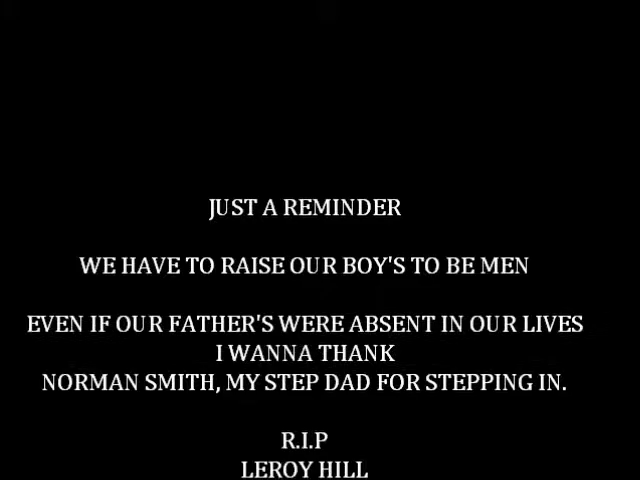 JUST A REMINDER
WE HAVE TO RAISE OUR BOY'S TO BE MEN
EVEN IF OUR FATHER'S WERE ABSENT IN OUR LIVES
I WANNA THANK
NORMAN SMITH, MY STEP DAD FOR STEPPING IN.
R.I.P
LEROY HILL